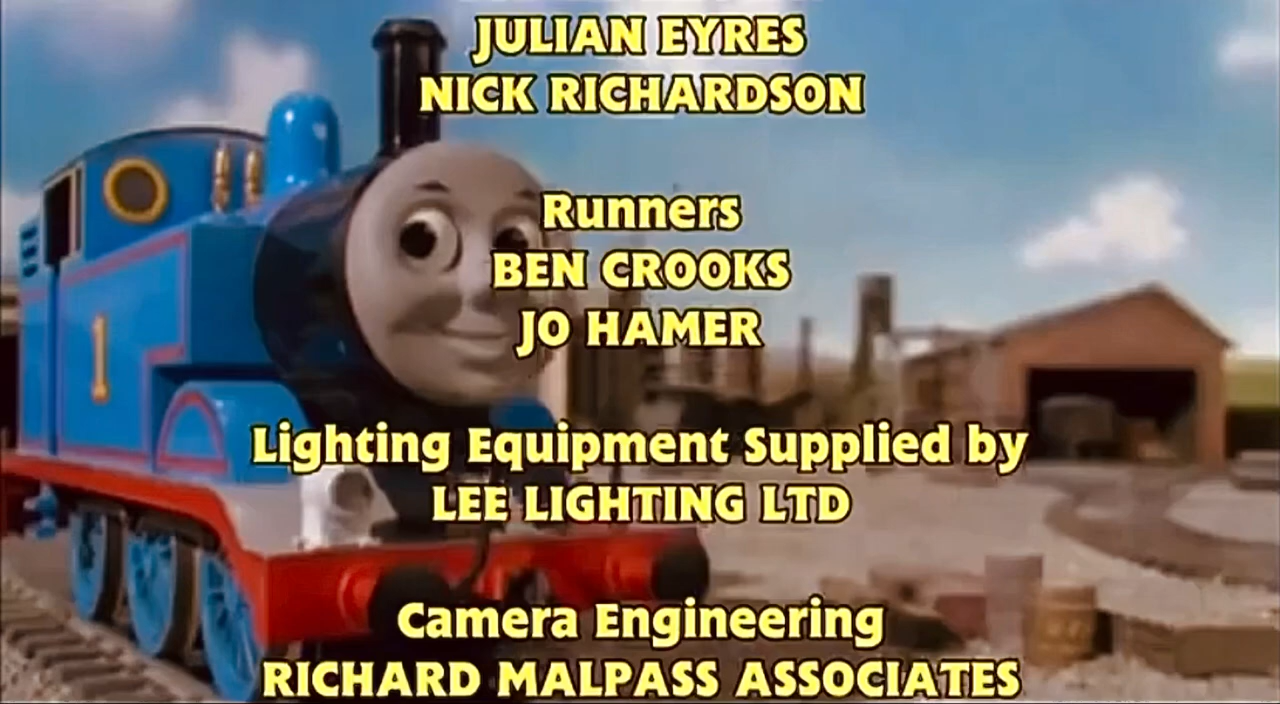 JULIAN EYRES
NICK RICHARDSON
Runners
BEN CROOKS
JO HAMER
Lighting Equipment Supplied by
LEE LIGHTING LTD
Camera Engineering
RICHARD MALPASS ASSOCIATES
1